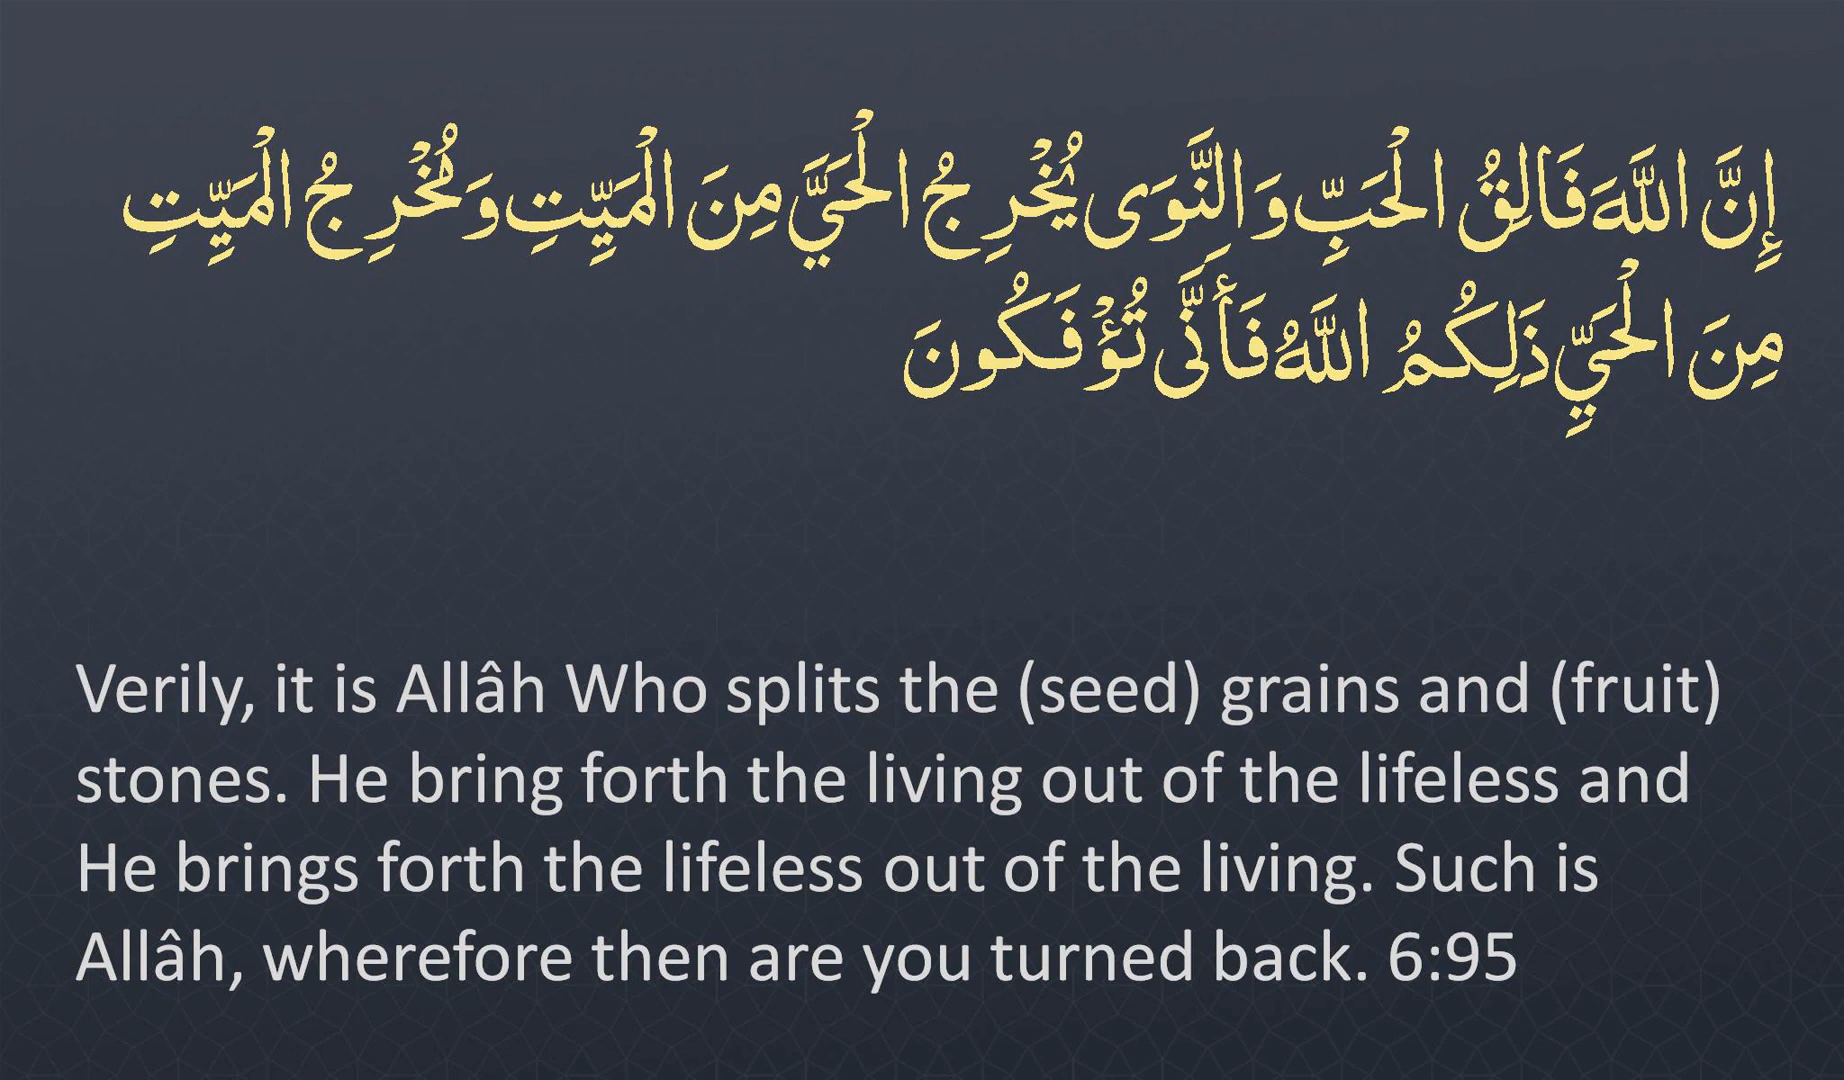 إِنَّ اللَّهَ فَالِقُ الْحَبِّ وَالنَّوَى يُخْرِجُ الْحَيَّ مِنَ الْمَيِّتِ وَمُخْرِجُ الْمَيِّتِ
مِنَ الْحَيِّ ذَلِكُمُ اللَّهُ فَأَنَّى تُؤْفَكُونَ
Verily, it is Allâh Who splits the (seed) grains and (fruit)
stones. He bring forth the living out of the lifeless and
He brings forth the lifeless out of the living. Such is
Allâh, wherefore then are you turned back. 6:95